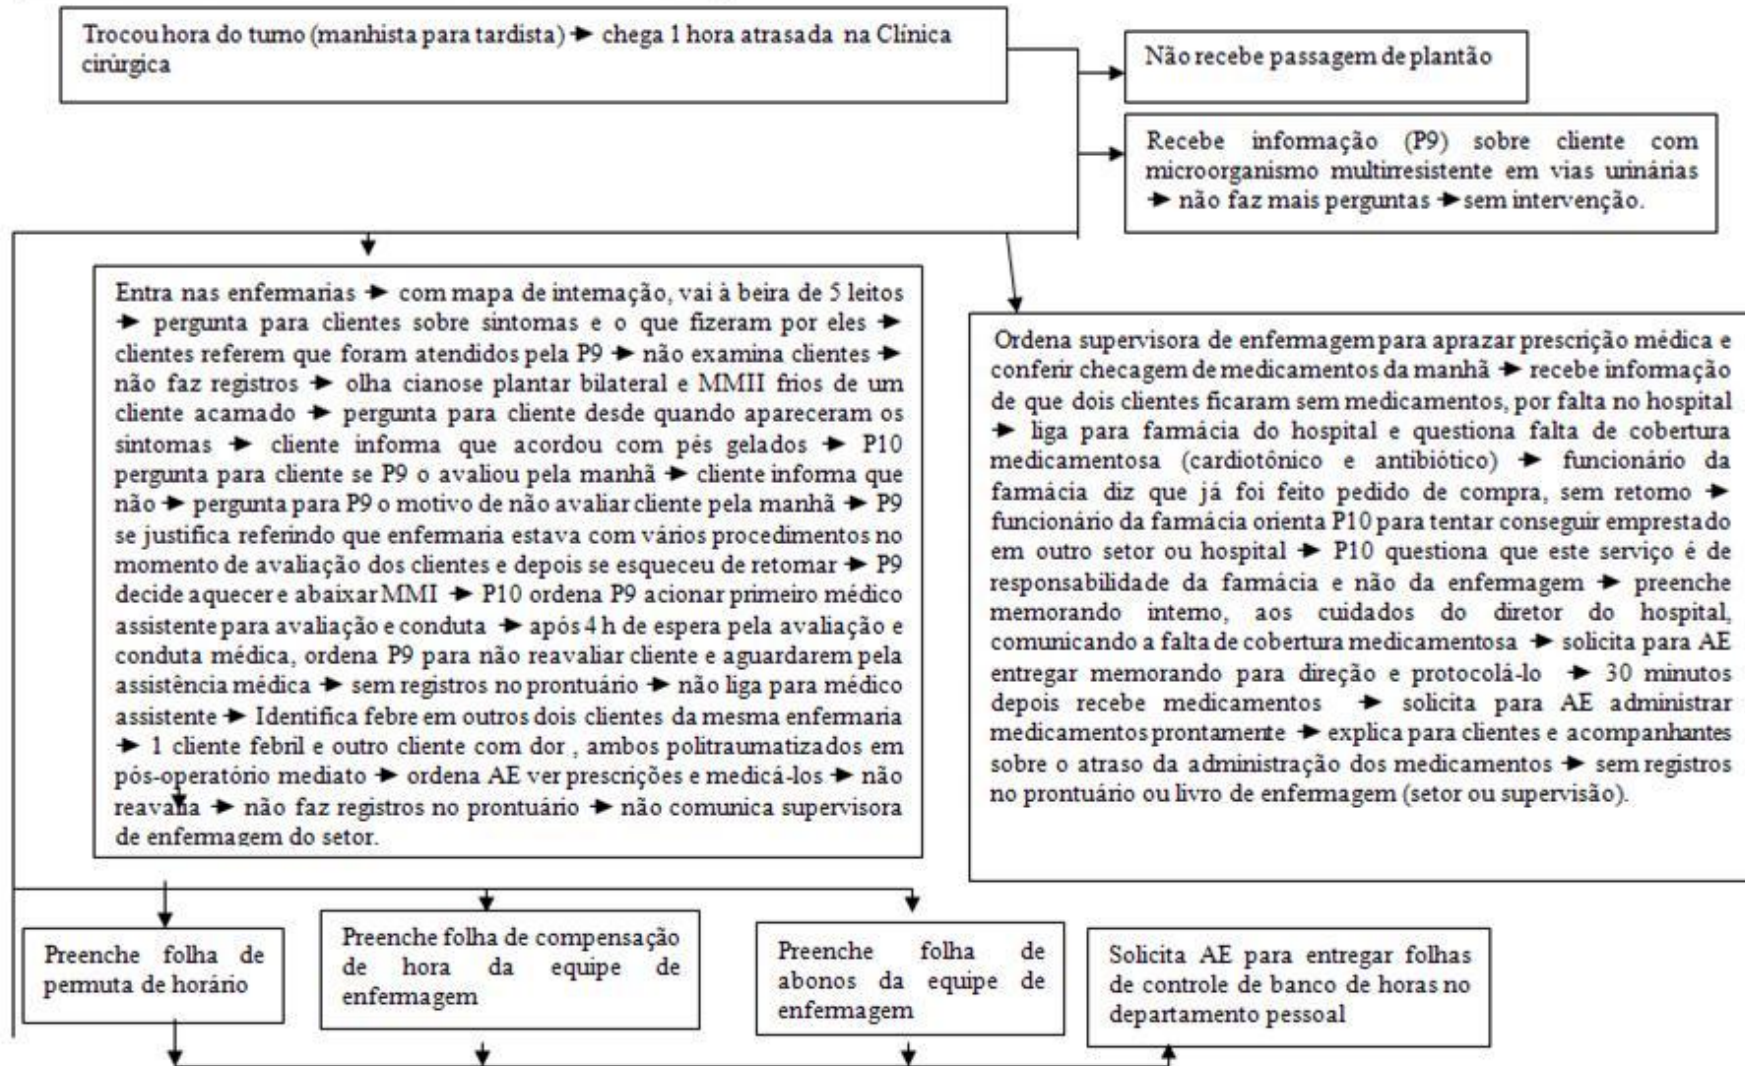 Trocou hora do turno (manhista para tardista) → chega 1 hora atrasada na Clínica
cirúrgica
Não recebe passagem de plantão
Recebe informação (P9) sobre cliente com
microorganismo multirresistente em vias urinárias
→ não faz mais perguntas → sem intervenção.
Entra nas enfermarias → com mapa de internação, vai à beira de 5 leitos
→ pergunta para clientes sobre sintomas e o que fizeram por eles →
clientes referem que foram atendidos pela P9 → não examina clientes →
não faz registros → olha cianose plantar bilateral e MMII frios de um
cliente acamado → pergunta para cliente desde quando apareceram os
sintomas → cliente informa que acordou com pés gelados → P10
pergunta para cliente se P9 o avaliou pela manhã → cliente informa que
não → pergunta para P9 o motivo de não avaliar cliente pela manhã → P9
se justifica referindo que enfermaria estava com vários procedimentos no
momento de avaliação dos clientes e depois se esqueceu de retornar → P9
decide aquecer e abaixar MMI → P10 ordena P9 acionar primeiro médico
assistente para avaliação e conduta → após 4 h de espera pela avaliação e
conduta médica, ordena P9 para não reavaliar cliente e aguardarem pela
assistência médica → sem registros no prontuário → não liga para médico
assistente → Identifica febre em outros dois clientes da mesma enfermaria
→ 1 cliente febril e outro cliente com dor , ambos politraumatizados em
pós-operatório mediato → ordena AE ver prescrições e medicá-los → não
reavalia → não faz registros no prontuário → não comunica supervisora
de enfermagem do setor.
Ordena supervisora de enfermagem para aprazar prescrição médica e
conferir checagem de medicamentos da manhã → recebe informação
de que dois clientes ficaram sem medicamentos, por falta no hospital
→ liga para farmácia do hospital e questiona falta de cobertura
medicamentosa (cardiotônico e antibiótico) → funcionário da
farmácia diz que já foi feito pedido de compra, sem retorno →
funcionário da farmácia orienta P10 para tentar conseguir emprestado
em outro setor ou hospital → P10 questiona que este serviço é de
responsabilidade da farmácia e não da enfermagem → preenche
memorando interno, aos cuidados do diretor do hospital,
comunicando a falta de cobertura medicamentosa → solicita para AE
entregar memorando para direção e protocolá-lo → 30 minutos
depois recebe medicamentos → solicita para AE administrar
medicamentos prontamente → explica para clientes e acompanhantes
sobre o atraso da administração dos medicamentos → sem registros
no prontuário ou livro de enfermagem (setor ou supervisão).
Preenche folha de
permuta de horário
Preenche folha de compensação
de hora da equipe de
enfermagem
Preenche folha de
abonos da equipe de
enfermagem
Solicita AE para entregar folhas
de controle de banco de horas no
departamento pessoal